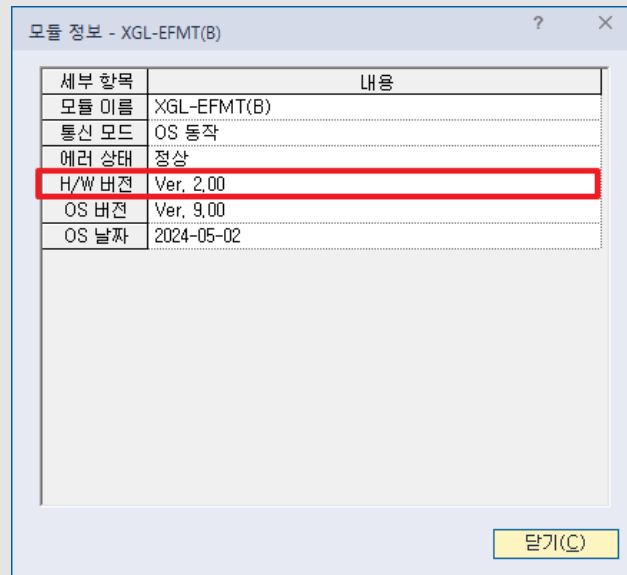 모듈 정보 - XGL-EFMT(B)
? ×
세부 항목 내용
모듈 이름 XGL-EFMT(B)
통신 모드 OS 동작
에러 상태 정상
H/W 버전 Ver, 2,00
OS 버전 Ver, 9,00
OS 날짜 2024-05-02
닫기(C)